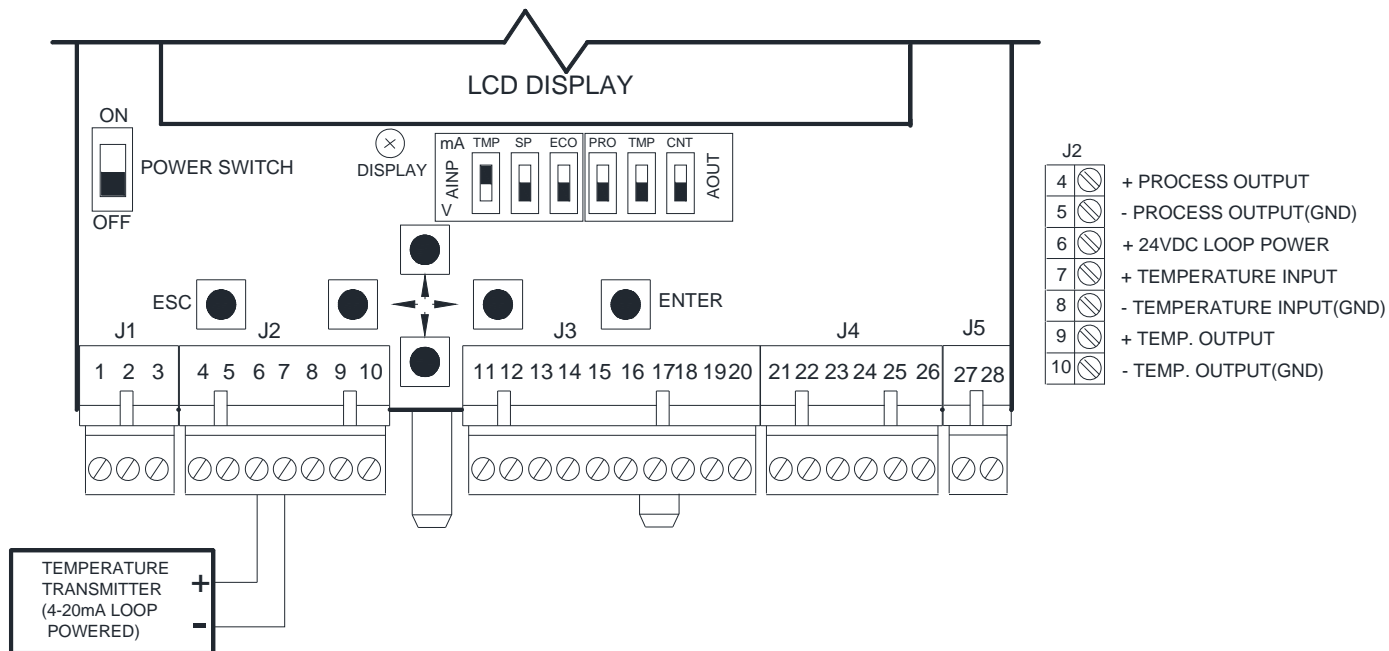 LCD DISPLAY
ON
POWER SWITCH
OFF
DISPLAY
mA TMP SP ECO PRO TMP CNT
AINP
V
AOUT
ESC
ENTER
J1 J2 J3 J4 J5
1 2 3 4 5 6 7 8 9 10 11 12 13 14 15 16 17 18 19 20 21 22 23 24 25 26 27 28
TEMPERATURE
TRANSMITTER
(4-20mA LOOP
POWERED)
+
-
J2
4 + PROCESS OUTPUT
5 - PROCESS OUTPUT(GND)
6 + 24VDC LOOP POWER
7 + TEMPERATURE INPUT
8 - TEMPERATURE INPUT(GND)
9 + TEMP. OUTPUT
10 - TEMP. OUTPUT(GND)